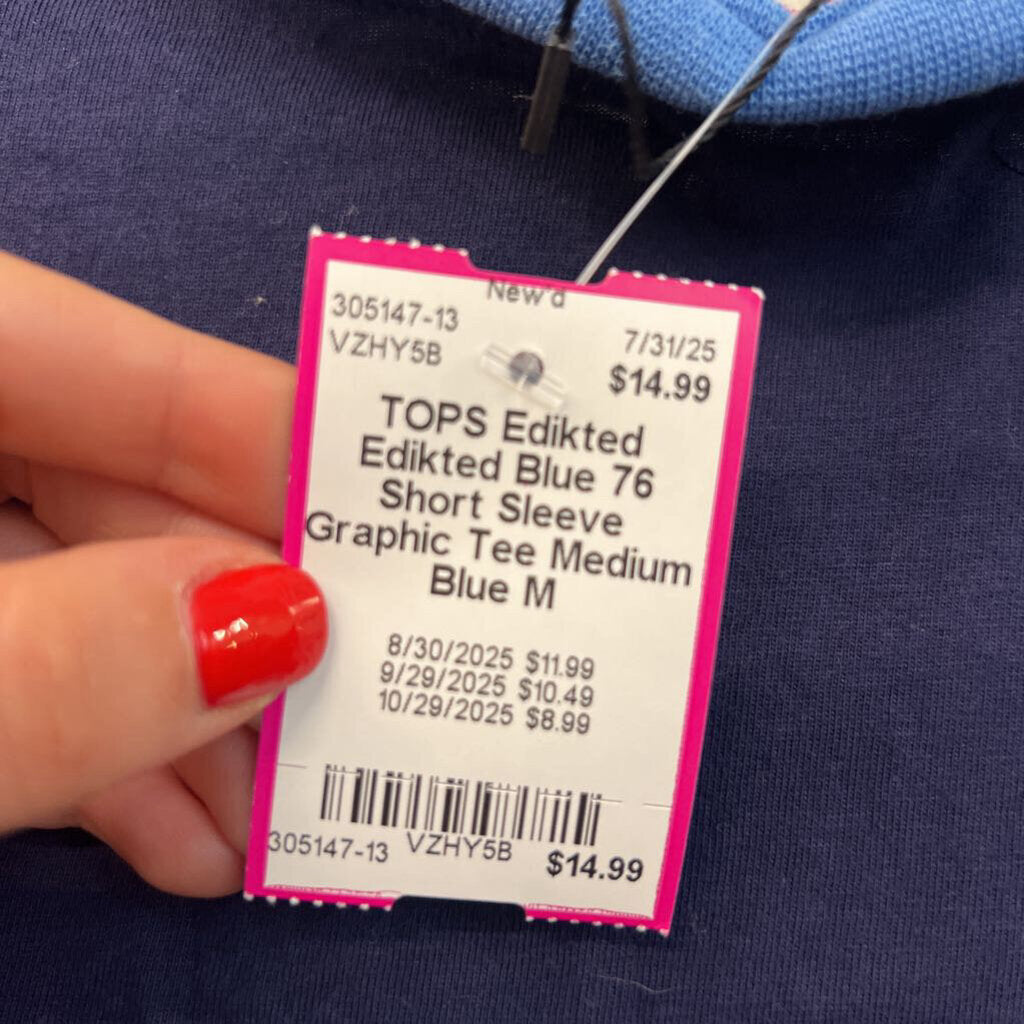 New'd
305147-13
7/31/25
VZHY5B
$14.99
TOPS Edikted
Edikted Blue 76
Short Sleeve
Graphic Tee Medium
Blue M
8/30/2025 $11.99
9/29/2025 $10.49
10/29/2025 $8.99
305147-13 VZHY5B $14.99